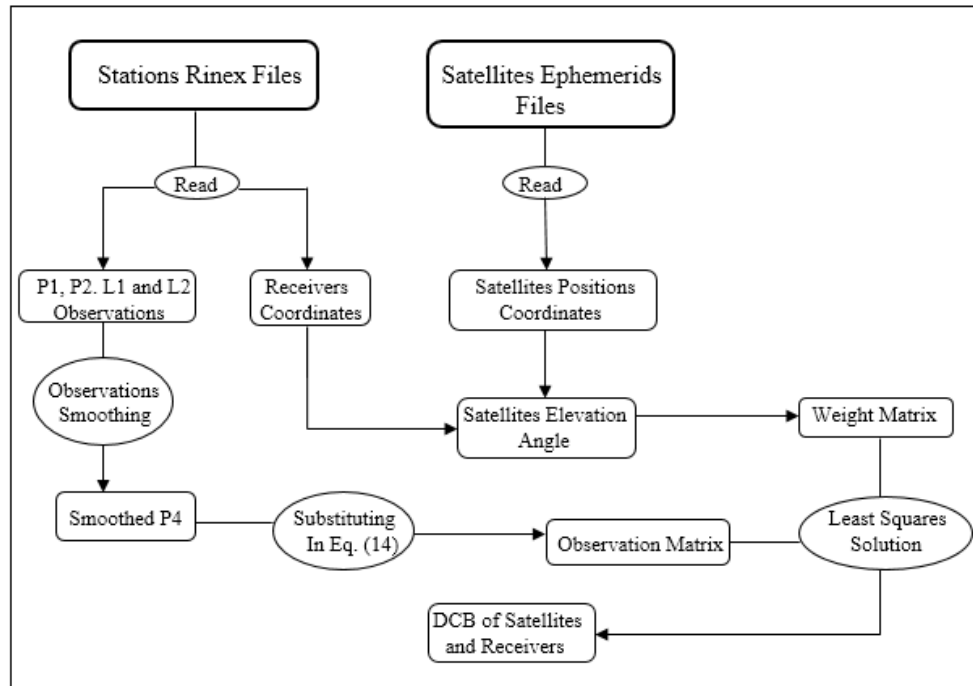 Stations Rinex Files
Satellites Ephemerids
Files
Read
Read
P1, P2. L1 and L2
Observations
Receivers
Coordinates
Satellites Positions
Coordinates
Observations
Smoothing
Satellites Elevation
Angle
Weight Matrix
Smoothed P4
Substituting
In Eq. (14)
Observation Matrix
Least Squares
Solution
DCB of Satellites
and Receivers